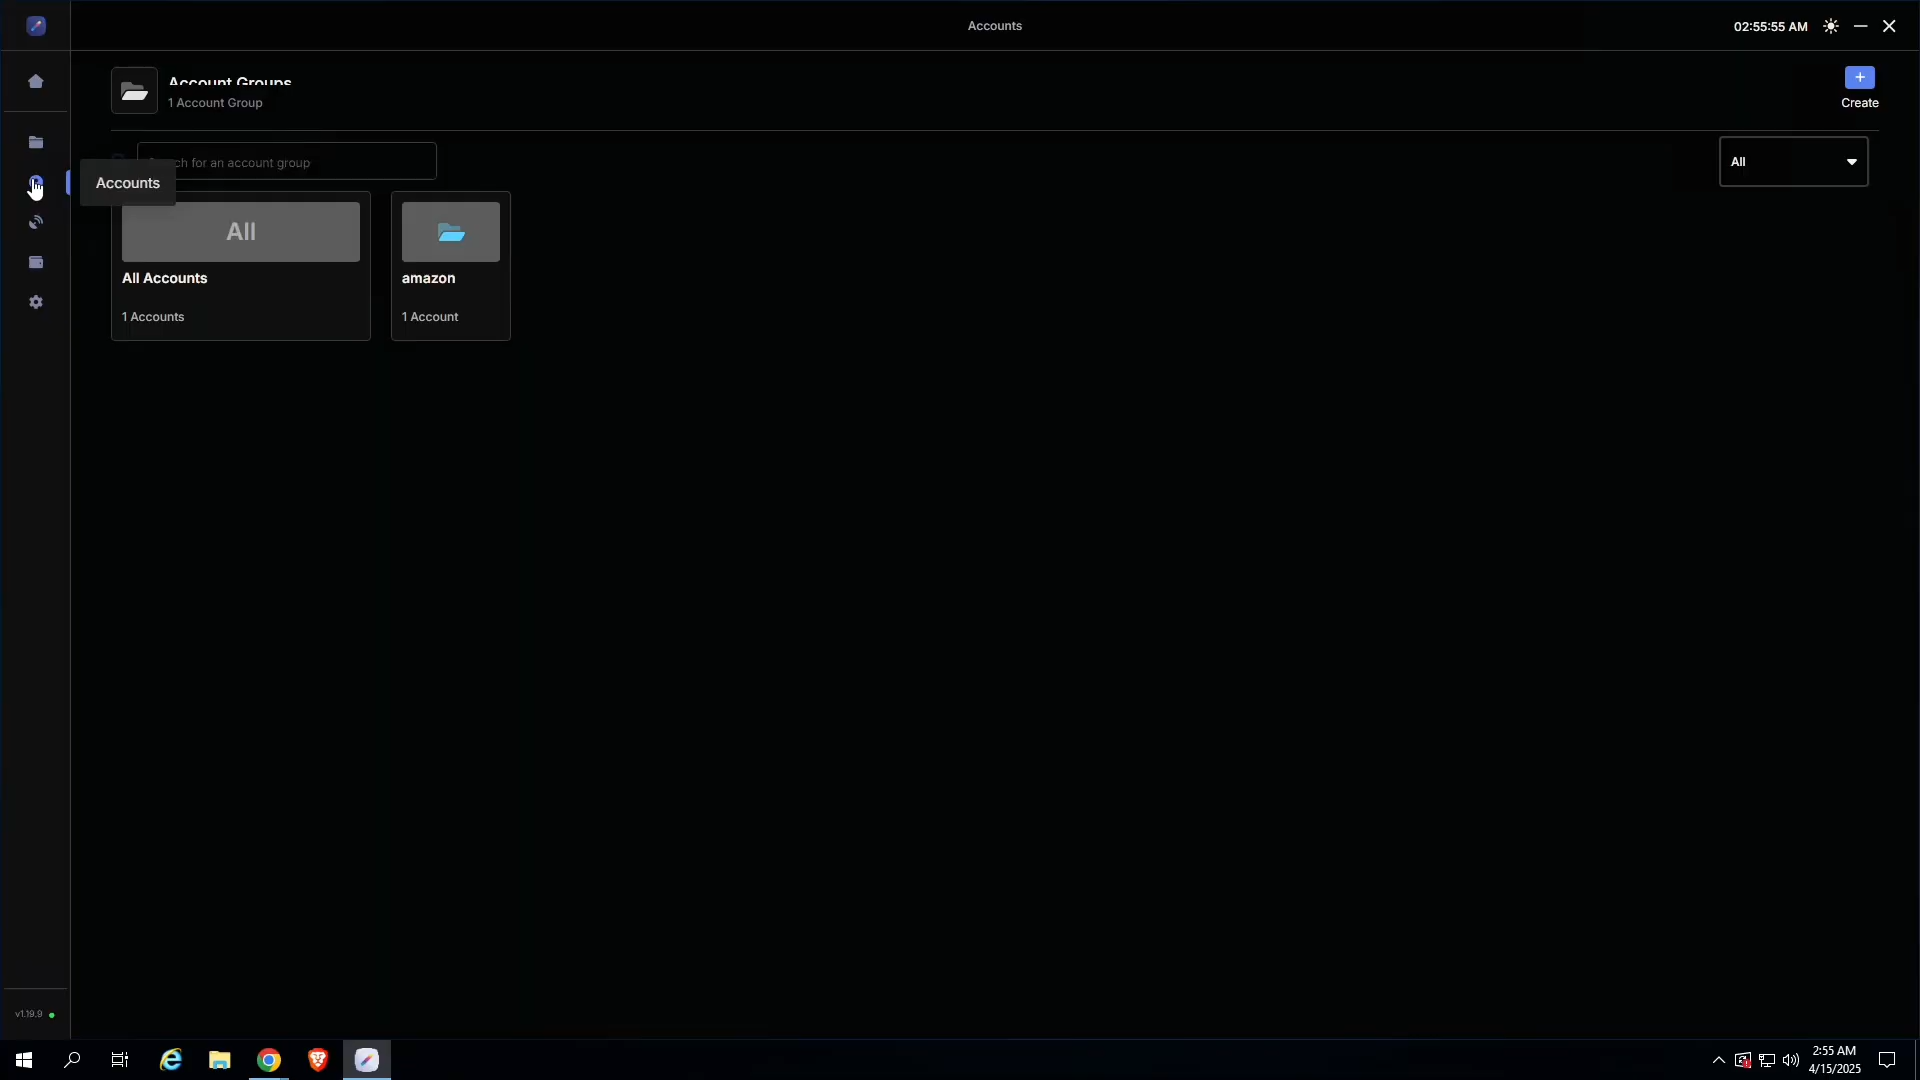 Accounts
02:55:55 AM
Account Groups
1 Account Group
Create
ch for an account group
All
Accounts
All
All Accounts
1 Accounts
amazon
1 Account
v1.19.9
2:55 AM
4/15/2025